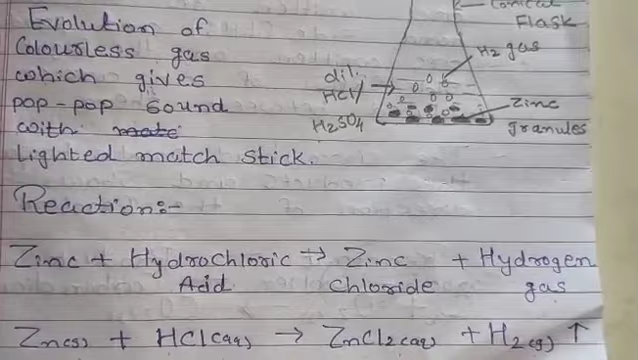 Evolution of
Colourless gas
which gives
pop-pop sound
with
Lighted match stick.
Conical
Flask
H2 gas
dil.
HCl/
H2SO4
Zinc
granules
Reaction:-
Zinc + Hydrochloric → Zinc + Hydrogen
Acid Chloride gas
Zn(s) + HCl(aq) → ZnCl2(aq) + H2(g) ↑